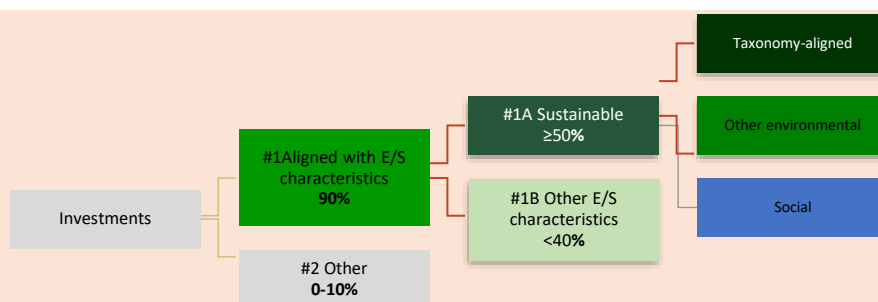 Taxonomy-aligned
#1A Sustainable
≥50%
Other environmental
#1Aligned with E/S
characteristics
90%
#1B Other E/S
characteristics
<40%
Social
Investments
#2 Other
0-10%